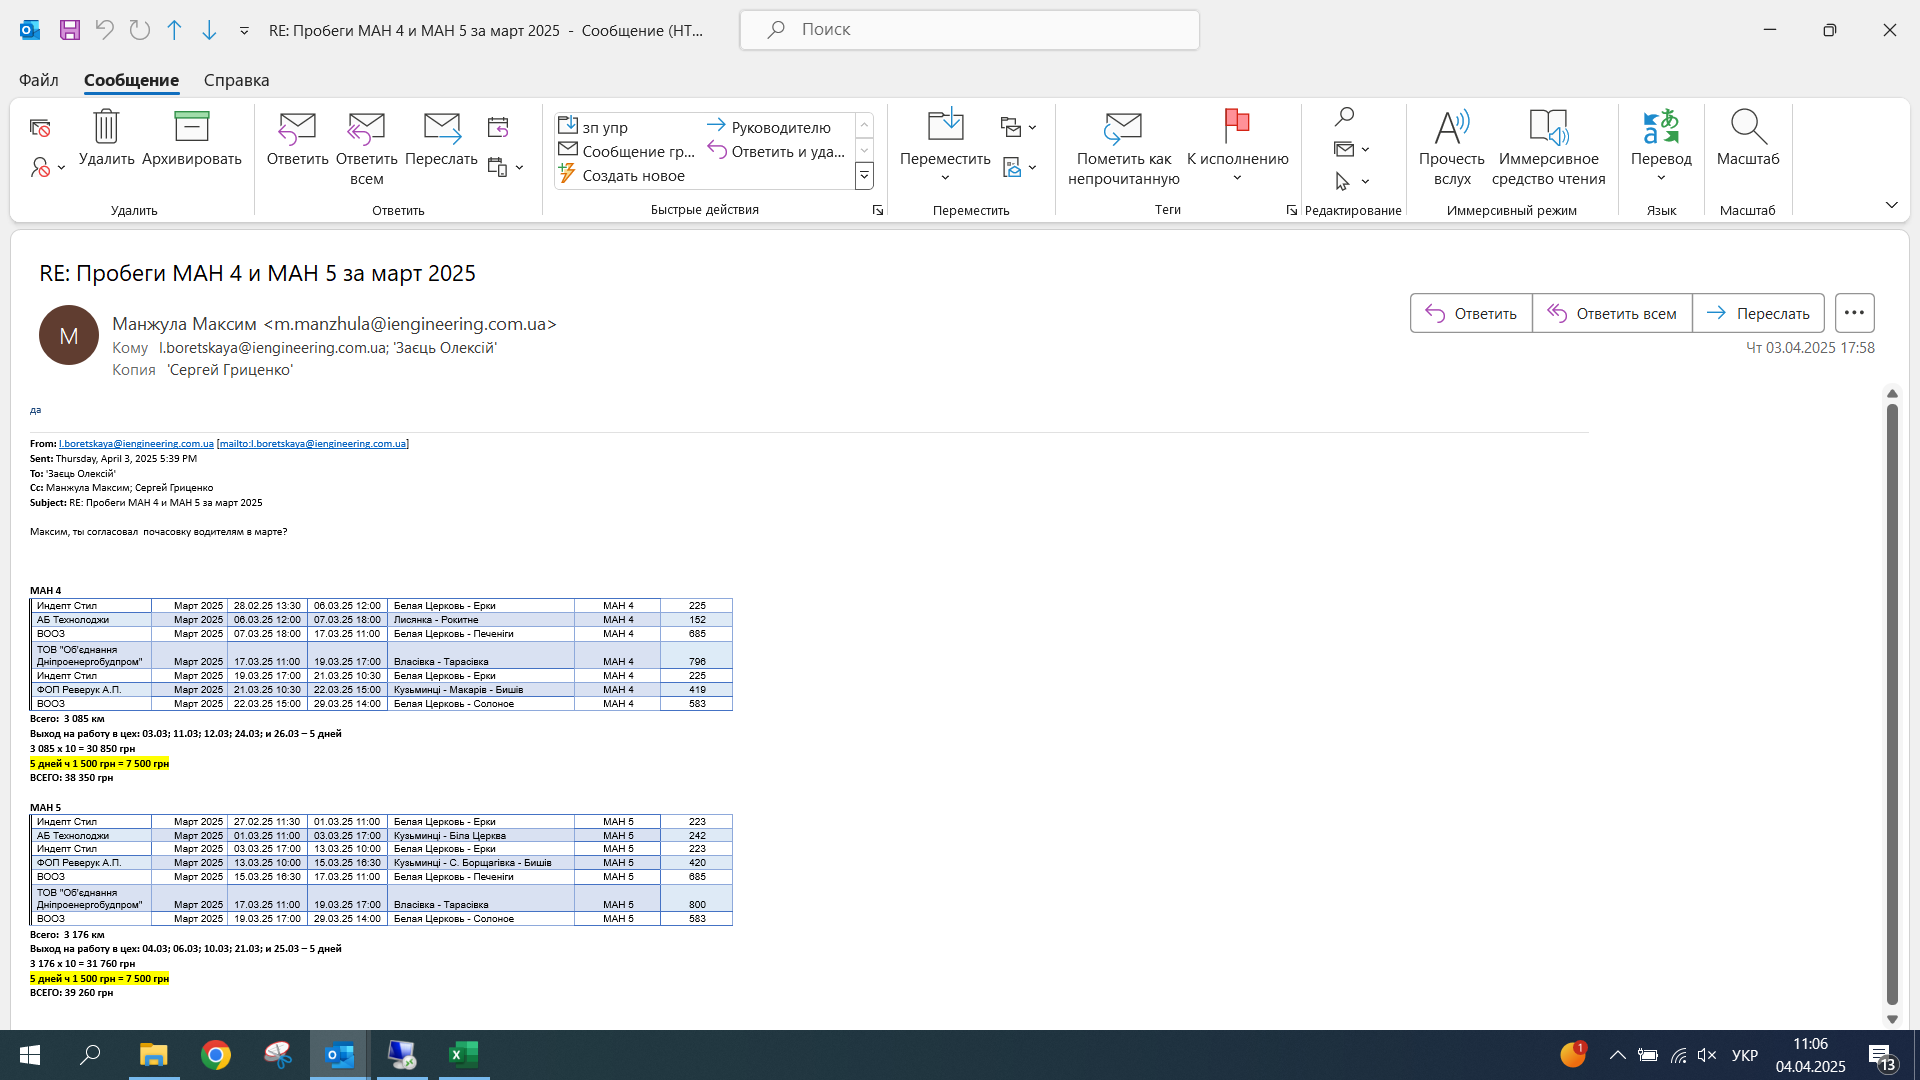 RE: Пробеги МАН 4 и МАН 5 за март 2025 - Сообщение (HT...
Поиск
Файл Сообщение Справка
Удалить Архивировать
Удалить
Ответить Ответить всем Переслать
Ответить
зп упр Руководителю
Сообщение гр... Ответить и уда...
Создать новое
Быстрые действия
Переместить
Переместить
Пометить как непрочитанную К исполнению
Теги
Редактирование
Прочесть вслух Иммерсивное средство чтения
Иммерсивный режим
Перевод
Язык
Масштаб
Масштаб
RE: Пробеги МАН 4 и МАН 5 за март 2025
М
Манжула Максим <m.manzhula@iengineering.com.ua>
Кому l.boretskaya@iengineering.com.ua; 'Заєць Олексій'
Копия 'Сергей Гриценко'
Ответить Ответить всем Переслать
Чт 03.04.2025 17:58
да
From: l.boretskaya@iengineering.com.ua [mailto:l.boretskaya@iengineering.com.ua]
Sent: Thursday, April 3, 2025 5:39 PM
To: 'Заєць Олексій'
Cc: Манжула Максим; Сергей Гриценко
Subject: RE: Пробеги МАН 4 и МАН 5 за март 2025
Максим, ты согласовал почасовку водителям в марте?
МАН 4
Индепт Стил Март 2025 28.02.25 13:30 06.03.25 12:00 Белая Церковь - Ерки МАН 4 225
АБ Технолоджи Март 2025 06.03.25 12:00 07.03.25 18:00 Лисянка - Рокитне МАН 4 152
ВООЗ Март 2025 07.03.25 18:00 17.03.25 11:00 Белая Церковь - Печеніги МАН 4 685
ТОВ "Об'єднання
Дніпроенергобудпром" Март 2025 17.03.25 11:00 19.03.25 17:00 Власівка - Тарасівка МАН 4 796
Индепт Стил Март 2025 19.03.25 17:00 21.03.25 10:30 Белая Церковь - Ерки МАН 4 225
ФОП Реверук А.П. Март 2025 21.03.25 10:30 22.03.25 15:00 Кузьминці - Макарів - Бишів МАН 4 419
ВООЗ Март 2025 22.03.25 15:00 29.03.25 14:00 Белая Церковь - Солоное МАН 4 583
Всего: 3 085 км
Выход на работу в цех: 03.03; 11.03; 12.03; 24.03; и 26.03 – 5 дней
3 085 х 10 = 30 850 грн
5 дней ч 1 500 грн = 7 500 грн
ВСЕГО: 38 350 грн
МАН 5
Индепт Стил Март 2025 27.02.25 11:30 01.03.25 11:00 Белая Церковь - Ерки МАН 5 223
АБ Технолоджи Март 2025 01.03.25 11:00 03.03.25 17:00 Кузьминці - Біла Церква МАН 5 242
Индепт Стил Март 2025 03.03.25 17:00 13.03.25 10:00 Белая Церковь - Ерки МАН 5 223
ФОП Реверук А.П. Март 2025 13.03.25 10:00 15.03.25 16:30 Кузьминці - С. Борщагівка - Бишів МАН 5 420
ВООЗ Март 2025 15.03.25 16:30 17.03.25 11:00 Белая Церковь - Печеніги МАН 5 685
ТОВ "Об'єднання
Дніпроенергобудпром" Март 2025 17.03.25 11:00 19.03.25 17:00 Власівка - Тарасівка МАН 5 800
ВООЗ Март 2025 19.03.25 17:00 29.03.25 14:00 Белая Церковь - Солоное МАН 5 583
Всего: 3 176 км
Выход на работу в цех: 04.03; 06.03; 10.03; 21.03; и 25.03 – 5 дней
3 176 х 10 = 31 760 грн
5 дней ч 1 500 грн = 7 500 грн
ВСЕГО: 39 260 грн
1
УКР
11:06
04.04.2025
13